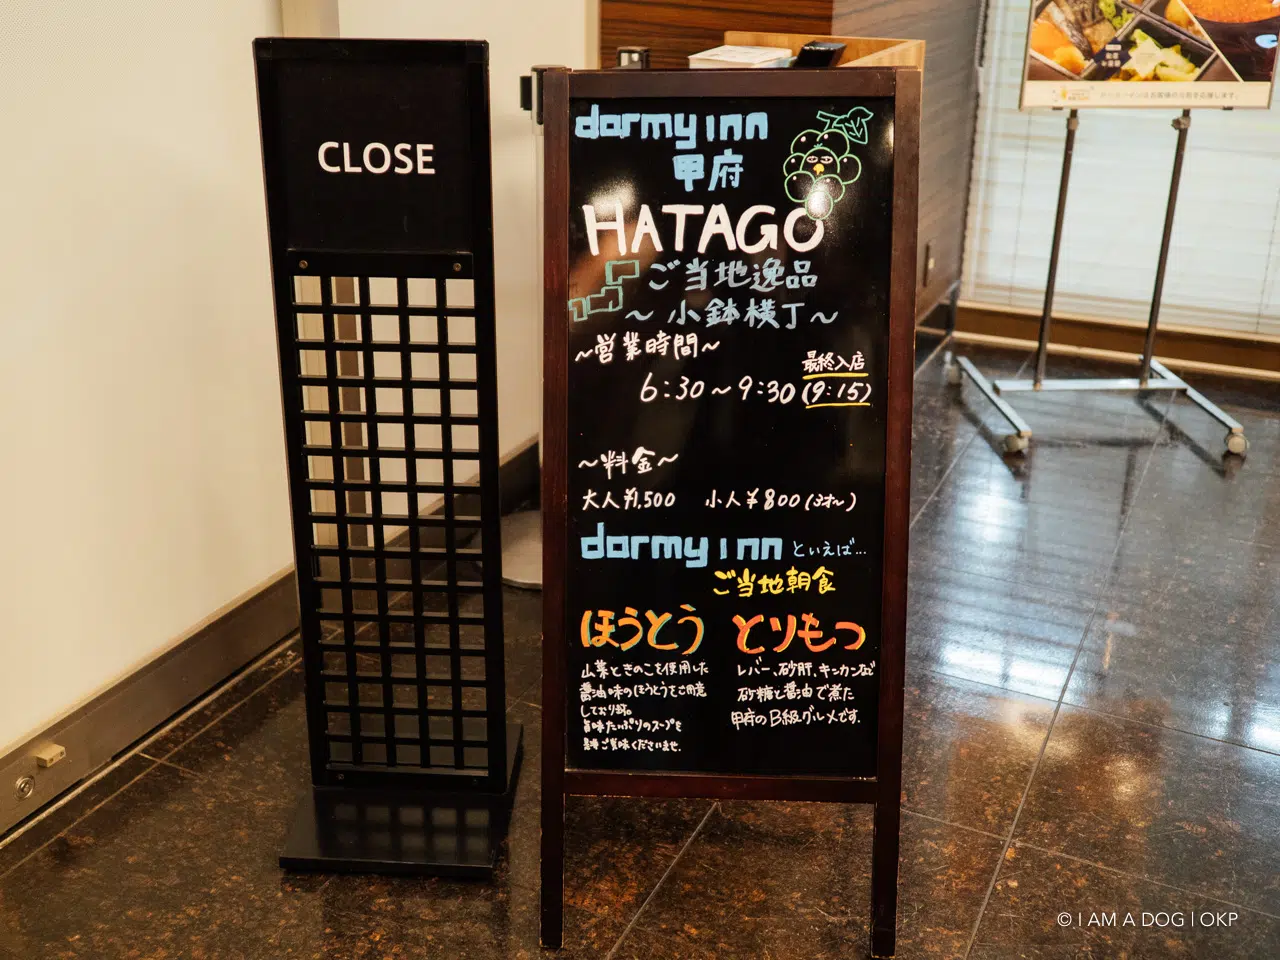 CLOSE
dormy inn
甲府
HATAGO
ご当地逸品
～小鉢横丁～
～営業時間～
最終入店
6:30～9:30 (9:15)
～料金～
大人¥1,500 小人¥800(3才～)
dormy inn といえば…
ご当地朝食
ほうとう
山菜ときのこを使用した
醤油味のほうとうをご用意
しております。
旨味たっぷりのスープを
是非ご賞味くださいませ。
とりもつ
レバー、砂肝、キンカンなど
砂糖と醤油で煮た
甲府のB級グルメです。
© I AM A DOG | OKP